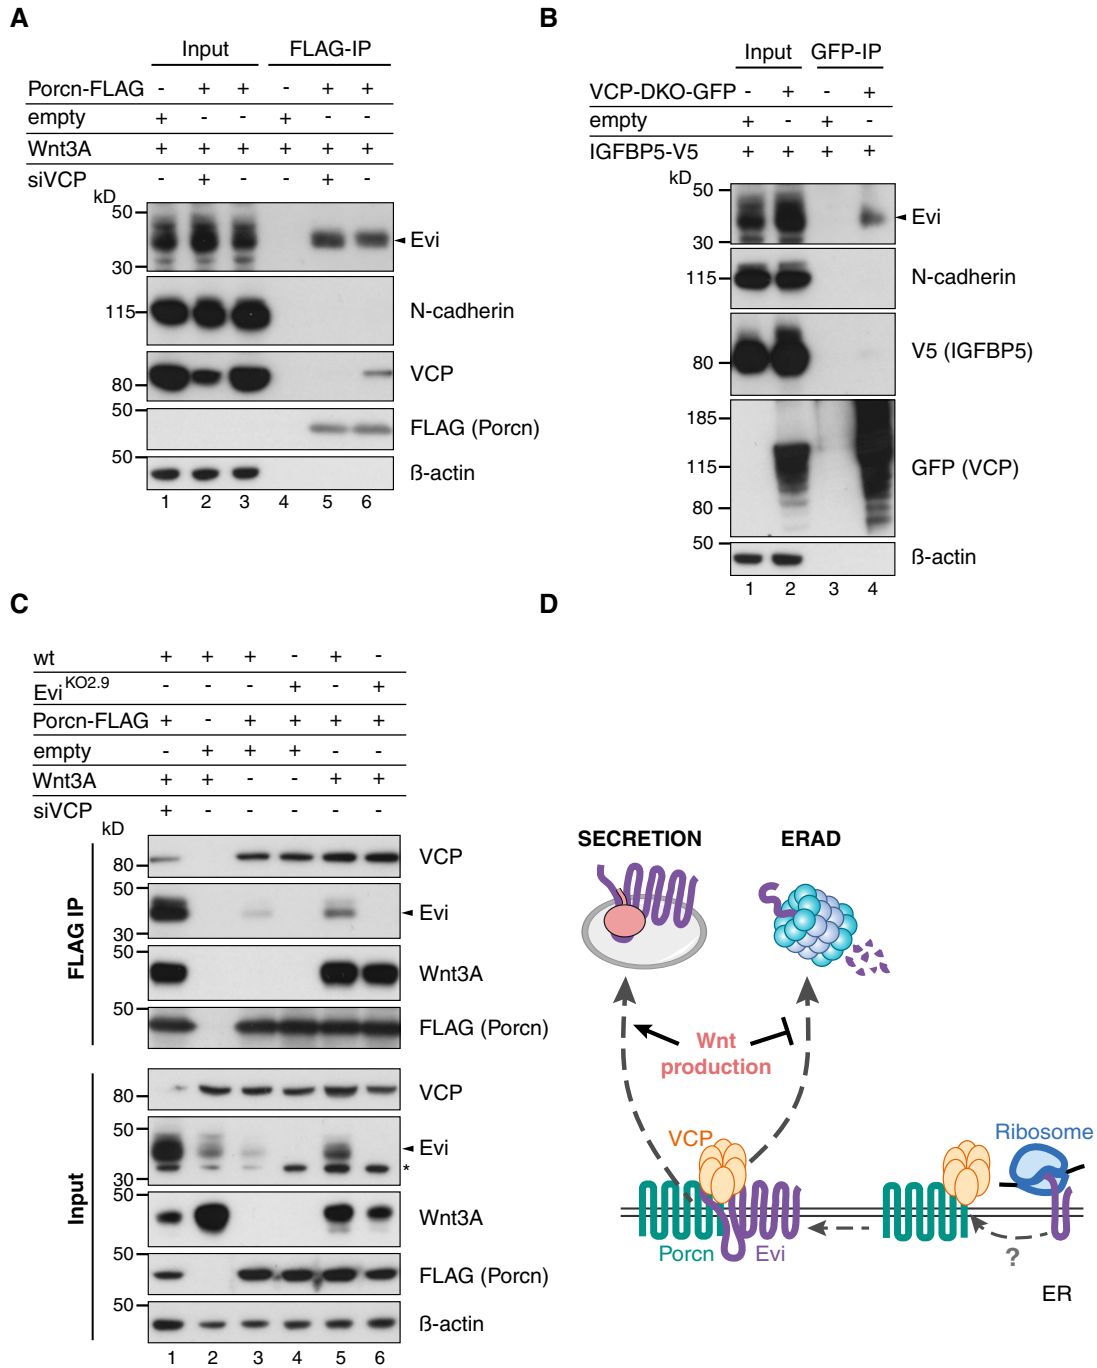 A
Input FLAG-IP
Porcn-FLAG - + + - + +
empty + - - + - -
Wnt3A + + + + + +
siVCP - + - - + -
kD
50
Evi
30
115 N-cadherin
VCP
80
50
FLAG (Porcn)
50
ß-actin
1 2 3 4 5 6
B
Input GFP-IP
VCP-DKO-GFP - + - +
empty + - + -
IGFBP5-V5 + + + +
kD
50
Evi
30
115 N-cadherin
V5 (IGFBP5)
80
185
GFP (VCP)
115
80
50
ß-actin
1 2 3 4
C
wt + + + - + -
Evi KO2.9 - - - + - +
Porcn-FLAG + - + + + +
empty - + + + - -
Wnt3A + + - - + +
siVCP + - - - - -
kD
FLAG IP
VCP
80
50
Evi
30
50
Wnt3A
50
FLAG (Porcn)
Input
VCP
80
50
Evi
*
30
50
Wnt3A
50
FLAG (Porcn)
50
ß-actin
1 2 3 4 5 6
D
SECRETION ERAD
Wnt
production
VCP
Ribosome
Porcn Evi
?
ER